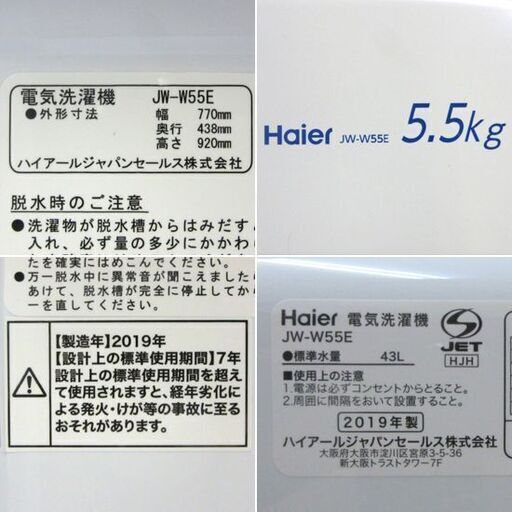 電気洗濯機 JW-W55E
●外形寸法 幅 770mm
奥行 438mm
高さ 920mm
ハイアールジャパンセールス株式会社
脱水時のご注意
●洗濯物が脱水槽からはみだす
入れ、必ず量の多少にかかわ
たを確実にはめこんでください。
●万一脱水中に異常音が聞こえました
あけて、脱水槽が完全に停止してか
ーを直してください。
【製造年】2019年
【設計上の標準使用期間】7年
設計上の標準使用期間を超え
て使用されますと、経年劣化による
発火・けが等の事故に至る
おそれがあります。
Haier JW-W55E 5.5kg
Haier 電気洗濯機
JW-W55E
●標準水量 43L
■使用上の注意
1.電源は必ずコンセントからとること。
2.周囲に間隔をおいて設置すること。
2019年製
ハイアールジャパンセールス株式会社
大阪府大阪市淀川区宮原3-5-36
新大阪トラストタワー7F
S
JET
HJH